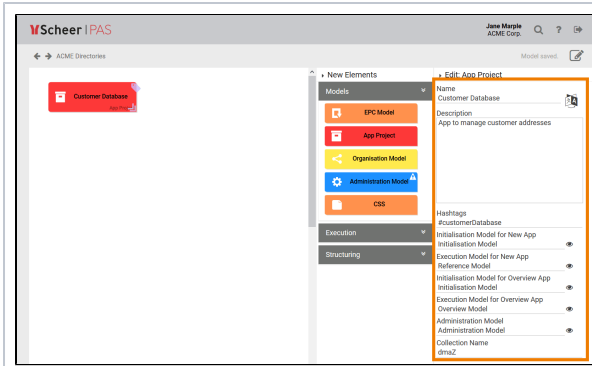 Scheer PAS
Jane Marple
ACME Corp.
?
ACME Directories
Model saved.
Customer Database
App Project
New Elements
Models
EPC Model
App Project
Organisation Model
Administration Model
CSS
Execution
Structuring
Edit: App Project
Name
Customer Database
Description
App to manage customer addresses
Hashtags
#customerDatabase
Initialisation Model for New App
Initialisation Model
Execution Model for New App
Reference Model
Initialisation Model for Overview App
Initialisation Model
Execution Model for Overview App
Overview Model
Administration Model
Administration Model
Collection Name
dmaZ